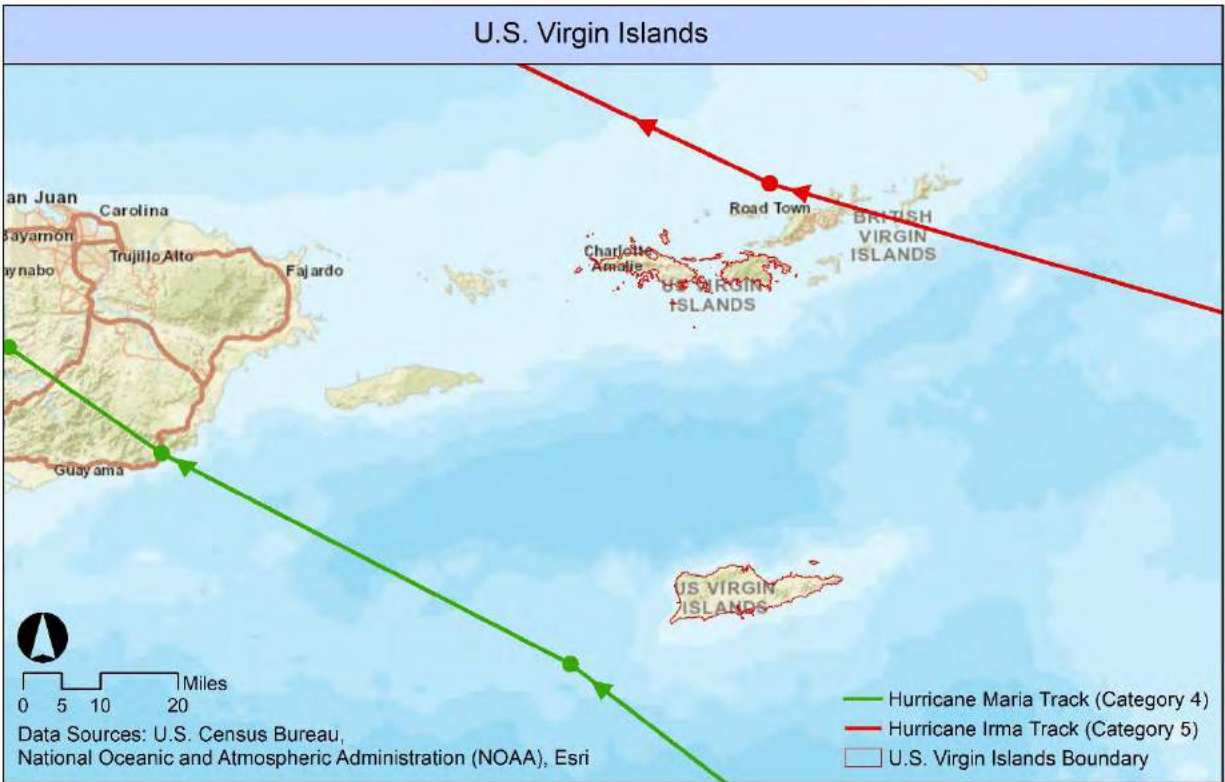 U.S. Virgin Islands
an Juan
Carolina
Bayamón
Trujillo Alto
aynabo
Fajardo
Road Town
BRITISH
VIRGIN
ISLANDS
Charlotte
Amalie
US VIRGIN
ISLANDS
Guayama
US VIRGIN
ISLANDS
Miles
0 5 10 20
Data Sources: U.S. Census Bureau,
National Oceanic and Atmospheric Administration (NOAA), Esri
Hurricane Maria Track (Category 4)
Hurricane Irma Track (Category 5)
U.S. Virgin Islands Boundary